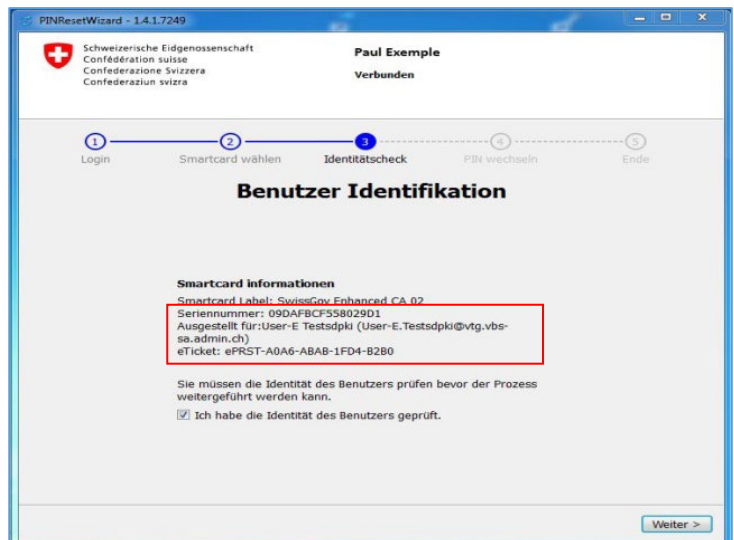 PINResetWizard - 1.4.1.7249
Schweizerische Eidgenossenschaft
Confédération suisse
Confederazione Svizzera
Confederaziun svizra
Paul Exemple
Verbunden
1
2
3
4
5
Login
Smartcard wählen
Identitätscheck
PIN wechseln
Ende
Benutzer Identifikation
Smartcard informationen
Smartcard Label: SwissGov Enhanced CA 02
Seriennummer: 09DAFBCF558029D1
Ausgestellt für:User-E Testsdpki (User-E.Testsdpki@vtg.vbs-
sa.admin.ch)
eTicket: ePRST-A0A6-ABAB-1FD4-B2B0
Sie müssen die Identität des Benutzers prüfen bevor der Prozess
weitergeführt werden kann.
Ich habe die Identität des Benutzers geprüft.
Weiter >